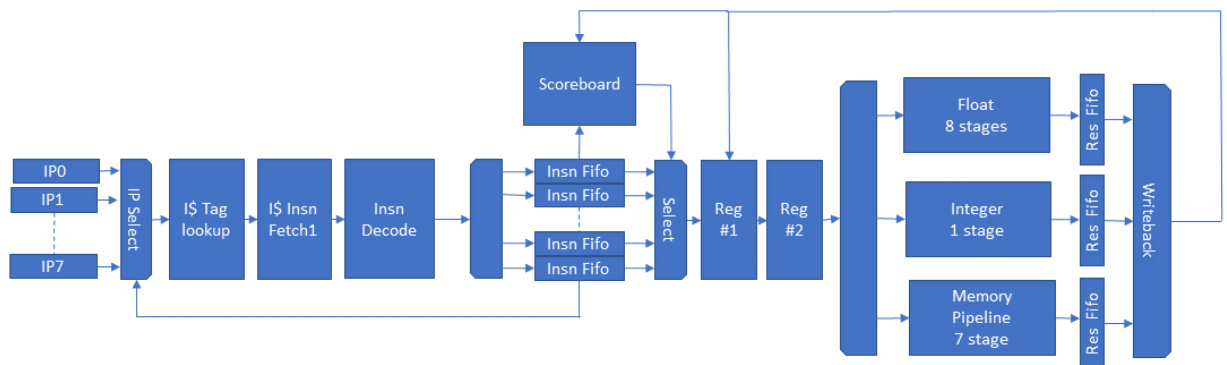 Scoreboard
IP0
IP1
IP7
IP Select
I$ Tag
lookup
I$ Insn
Fetch1
Insn
Decode
Insn Fifo
Insn Fifo
Insn Fifo
Insn Fifo
Select
Reg
#1
Reg
#2
Float
8 stages
Res Fifo
Integer
1 stage
Res Fifo
Memory
Pipeline
7 stage
Res Fifo
Writeback